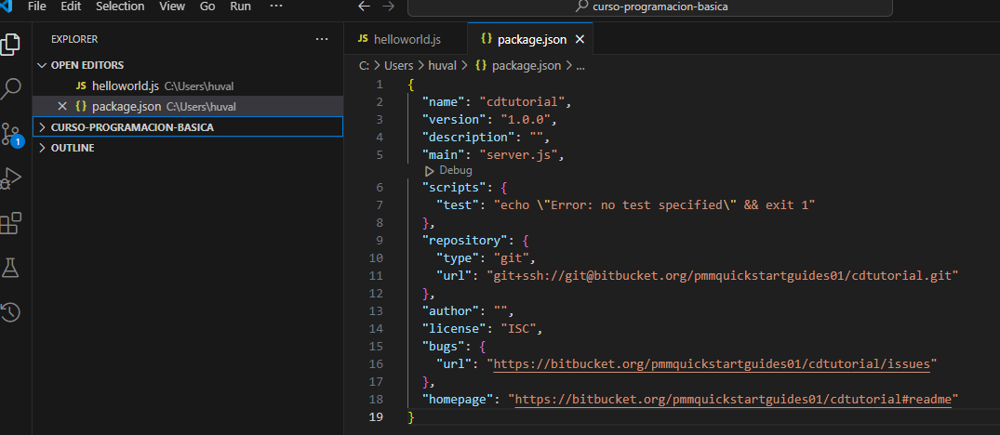 File Edit Selection View Go Run ···
curso-programacion-basica
EXPLORER ···
OPEN EDITORS
JS helloworld.js C:\Users\huval
{} package.json C:\Users\huval
CURSO-PROGRAMACION-BASICA
OUTLINE
1
JS helloworld.js {} package.json
C: > Users > huval > {} package.json > ...
1 {
2 "name": "cdtutorial",
3 "version": "1.0.0",
4 "description": "",
5 "main": "server.js",
Debug
6 "scripts": {
7 "test": "echo \"Error: no test specified\" && exit 1"
8 },
9 "repository": {
10 "type": "git",
11 "url": "git+ssh://git@bitbucket.org/pmmquickstartguides01/cdtutorial.git"
12 },
13 "author": "",
14 "license": "ISC",
15 "bugs": {
16 "url": "https://bitbucket.org/pmmquickstartguides01/cdtutorial/issues"
17 },
18 "homepage": "https://bitbucket.org/pmmquickstartguides01/cdtutorial#readme"
19 }